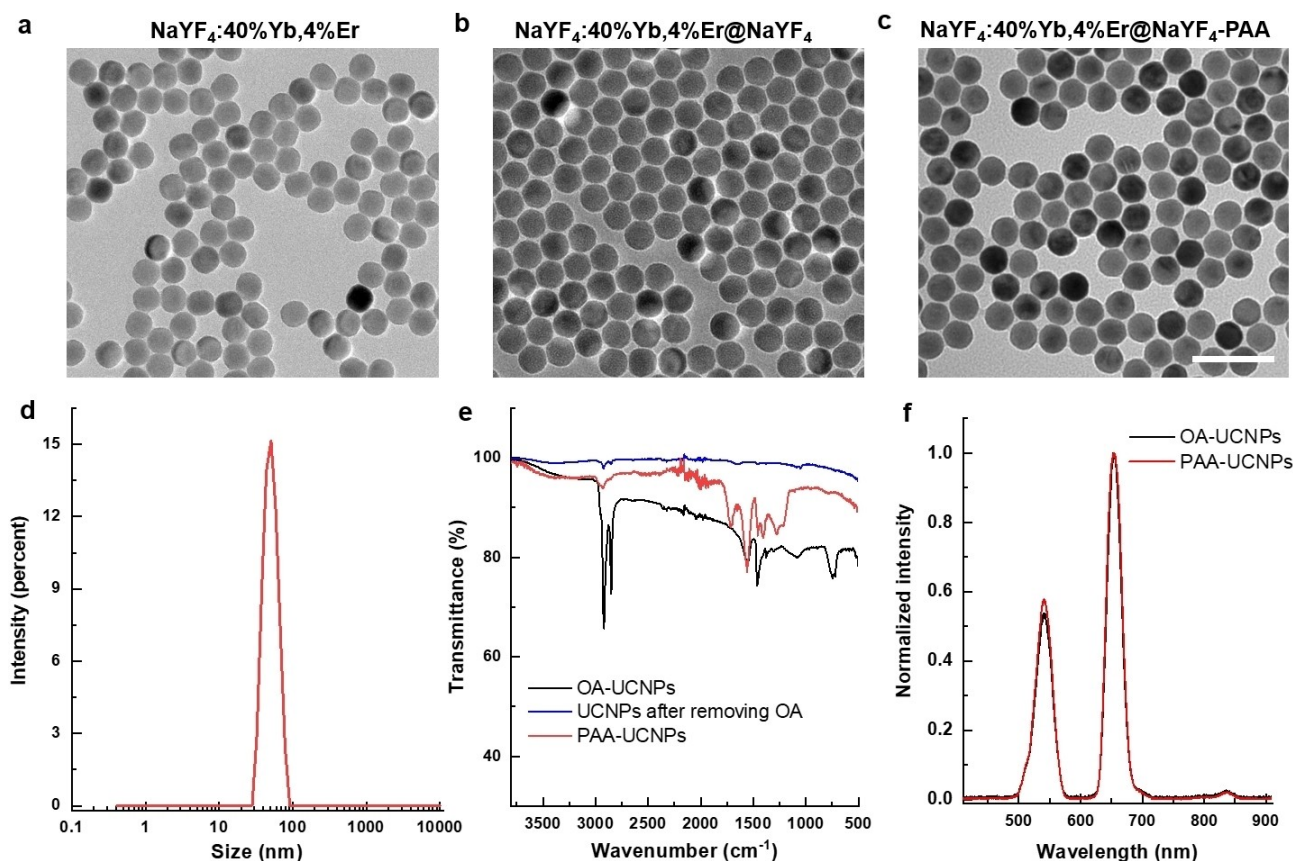 a
NaYF₄:40%Yb,4%Er
b
NaYF₄:40%Yb,4%Er@NaYF₄
c
NaYF₄:40%Yb,4%Er@NaYF₄-PAA
d
Intensity (percent)
15
12
9
6
3
0
0.1 1 10 100 1000 10000
Size (nm)
e
Transmittance (%)
100
80
60
40
OA-UCNPs
UCNPs after removing OA
PAA-UCNPs
3500 3000 2500 2000 1500 1000 500
Wavenumber (cm⁻¹)
f
Normalized intensity
1.0
0.8
0.6
0.4
0.2
0.0
OA-UCNPs
PAA-UCNPs
500 600 700 800 900
Wavelength (nm)